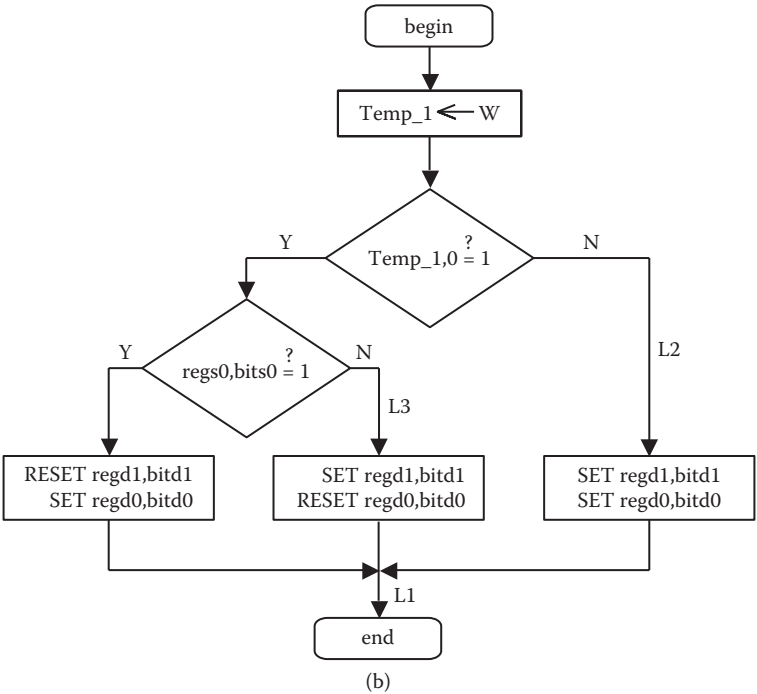 begin
Temp_1 ← W
Y
?
N
Temp_1,0 = 1
Y
?
N
regs0,bits0 = 1
L2
L3
RESET regd1,bitd1
SET regd0,bitd0
SET regd1,bitd1
RESET regd0,bitd0
SET regd1,bitd1
SET regd0,bitd0
L1
end
(b)